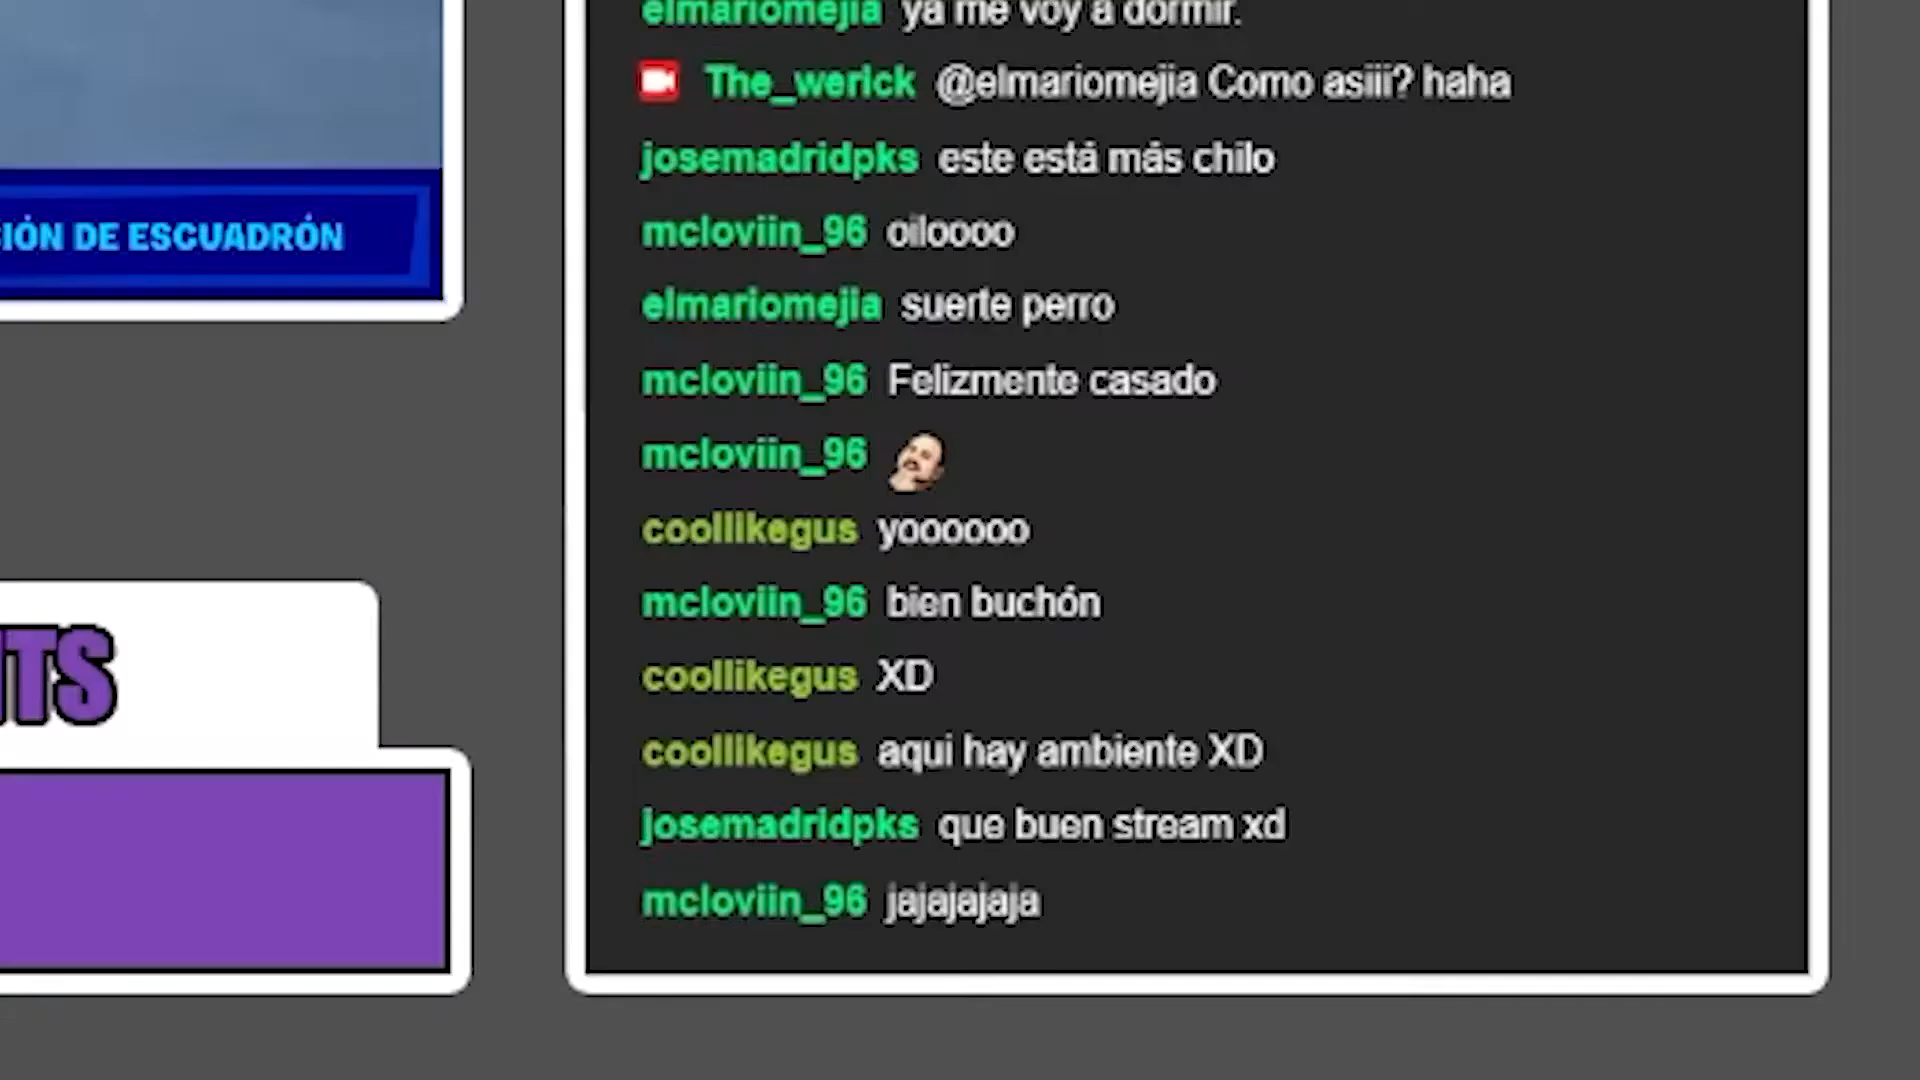 elmariomejia ya me voy a dormir.
The_werick @elmariomejia Como asiii? haha
josemadridpks este está más chilo
mcloviin_96 oiloooo
elmariomejia suerte perro
mcloviin_96 Felizmente casado
mcloviin_96
coollikegus yoooooo
mcloviin_96 bien buchón
coollikegus XD
coollikegus aqui hay ambiente XD
josemadridpks que buen stream xd
mcloviin_96 jajajajaja
IÓN DE ESCUADRÓN
TS